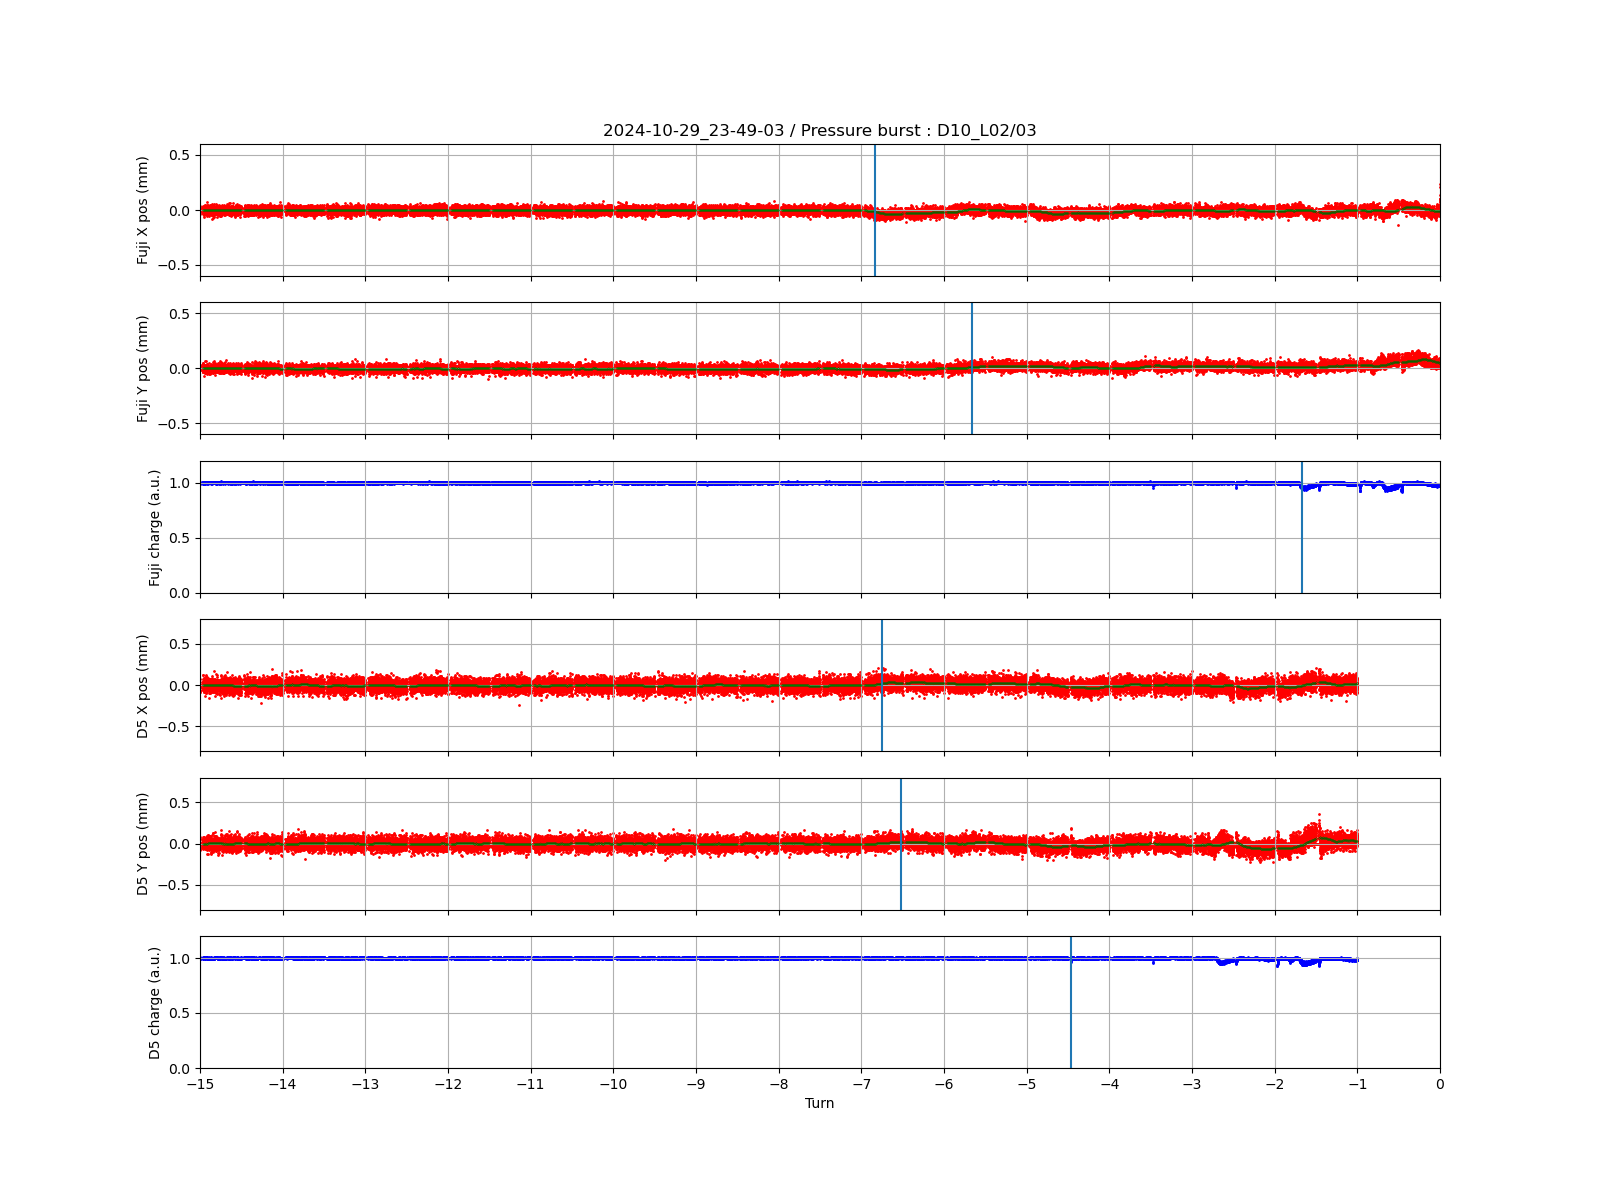 2024-10-29_23-49-03 / Pressure burst : D10_L02/03
Fuji X pos (mm)
0.5
0.0
−0.5
Fuji Y pos (mm)
0.5
0.0
−0.5
Fuji charge (a.u.)
1.0
0.5
0.0
D5 X pos (mm)
0.5
0.0
−0.5
D5 Y pos (mm)
0.5
0.0
−0.5
D5 charge (a.u.)
1.0
0.5
0.0
−15 −14 −13 −12 −11 −10 −9 −8 −7 −6 −5 −4 −3 −2 −1 0
Turn